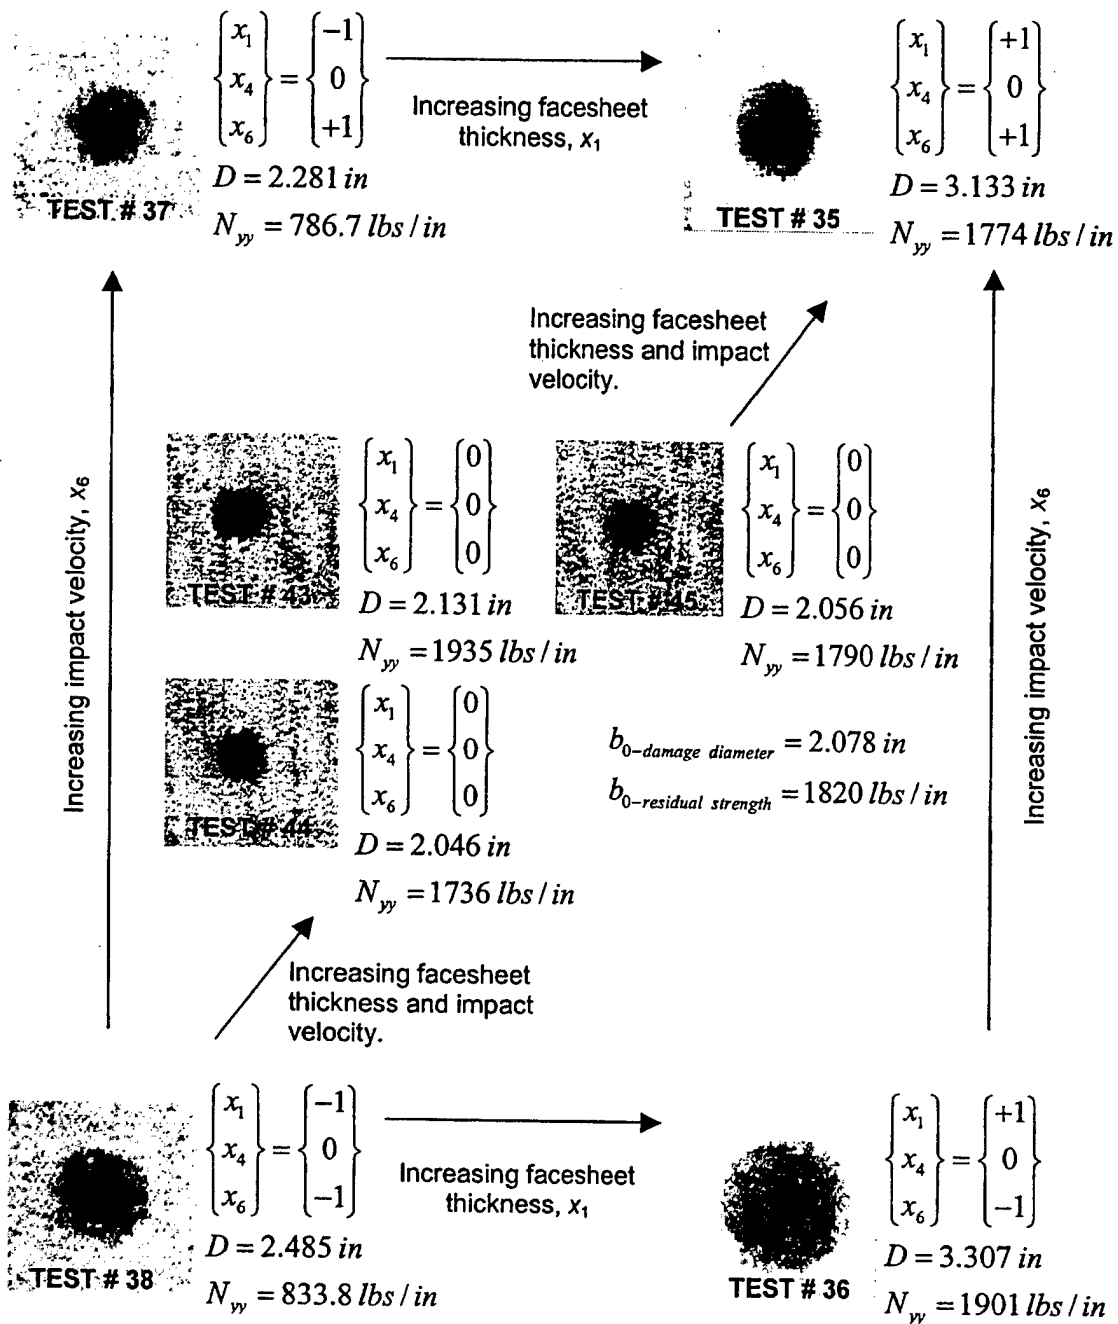 {x1 x4 x6} = {−1 0 +1}
D = 2.281 in
Nyy = 786.7 lbs / in
TEST # 37
Increasing facesheet
thickness, x1
{x1 x4 x6} = {+1 0 +1}
D = 3.133 in
Nyy = 1774 lbs / in
TEST # 35
Increasing facesheet
thickness and impact
velocity.
Increasing impact velocity, x6
{x1 x4 x6} = {0 0 0}
D = 2.131 in
Nyy = 1935 lbs / in
TEST # 43
{x1 x4 x6} = {0 0 0}
D = 2.056 in
Nyy = 1790 lbs / in
TEST # 45
Increasing impact velocity, x6
{x1 x4 x6} = {0 0 0}
D = 2.046 in
Nyy = 1736 lbs / in
TEST # 44
b0−damage diameter = 2.078 in
b0−residual strength = 1820 lbs / in
Increasing facesheet
thickness and impact
velocity.
{x1 x4 x6} = {−1 0 −1}
D = 2.485 in
Nyy = 833.8 lbs / in
TEST # 38
Increasing facesheet
thickness, x1
{x1 x4 x6} = {+1 0 −1}
D = 3.307 in
Nyy = 1901 lbs / in
TEST # 36